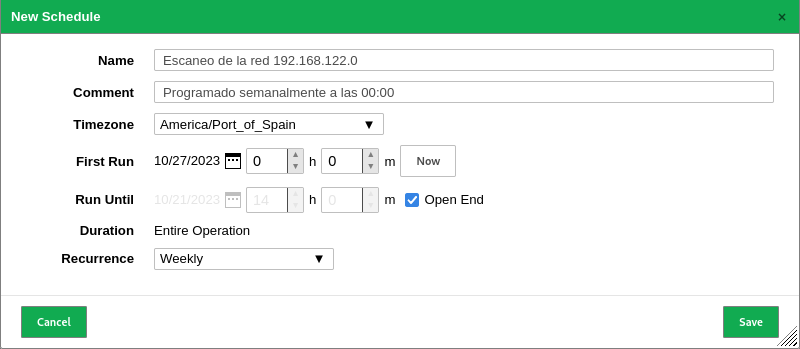 New Schedule ×
Name Escaneo de la red 192.168.122.0
Comment Programado semanalmente a las 00:00
Timezone America/Port_of_Spain ▼
First Run 10/27/2023 0 h 0 m Now
Run Until 10/21/2023 14 h 0 m Open End
Duration Entire Operation
Recurrence Weekly ▼
Cancel Save